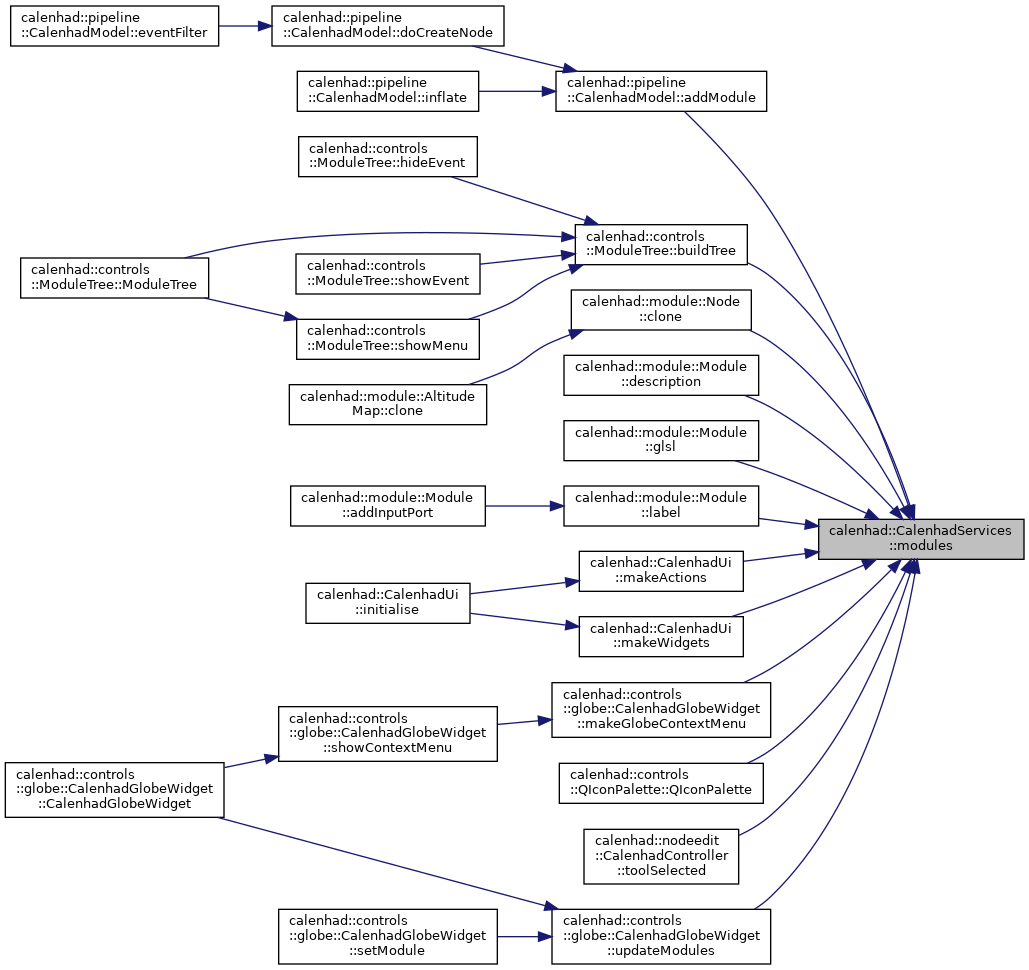 calenhad::pipeline
::CalenhadModel::eventFilter
calenhad::pipeline
::CalenhadModel::doCreateNode
calenhad::pipeline
::CalenhadModel::inflate
calenhad::pipeline
::CalenhadModel::addModule
calenhad::controls
::ModuleTree::hideEvent
calenhad::controls
::ModuleTree::buildTree
calenhad::controls
::ModuleTree::ModuleTree
calenhad::controls
::ModuleTree::showEvent
calenhad::controls
::ModuleTree::showMenu
calenhad::module::Node
::clone
calenhad::module::Altitude
Map::clone
calenhad::module::Module
::description
calenhad::module::Module
::glsl
calenhad::module::Module
::addInputPort
calenhad::module::Module
::label
calenhad::CalenhadServices
::modules
calenhad::CalenhadUi
::makeActions
calenhad::CalenhadUi
::initialise
calenhad::CalenhadUi
::makeWidgets
calenhad::controls
::globe::CalenhadGlobeWidget
::makeGlobeContextMenu
calenhad::controls
::globe::CalenhadGlobeWidget
::showContextMenu
calenhad::controls
::globe::CalenhadGlobeWidget
::CalenhadGlobeWidget
calenhad::controls
::QIconPalette::QIconPalette
calenhad::nodeedit
::CalenhadController
::toolSelected
calenhad::controls
::globe::CalenhadGlobeWidget
::setModule
calenhad::controls
::globe::CalenhadGlobeWidget
::updateModules